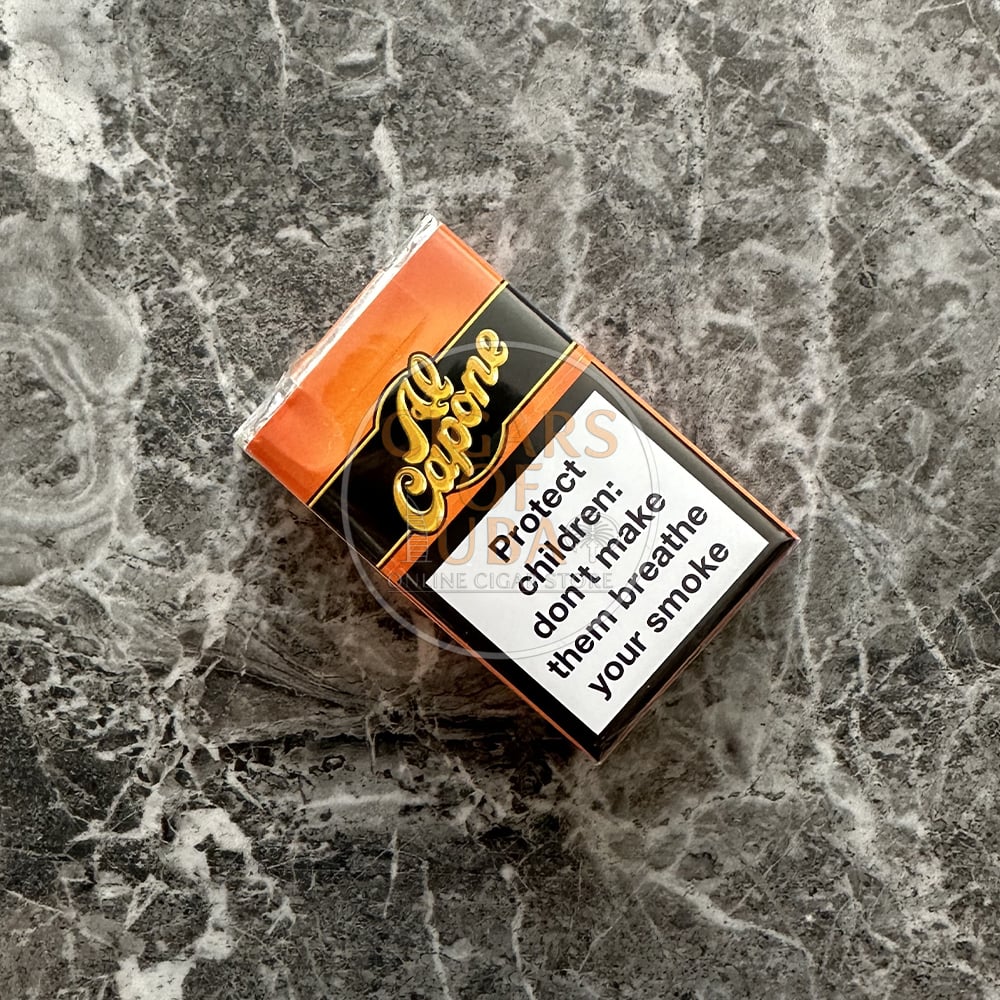 Al
Capone
Protect
children:
don't make
them breathe
your smoke
CIGARS
OF
CUBA
ONLINE CIGAR STORE